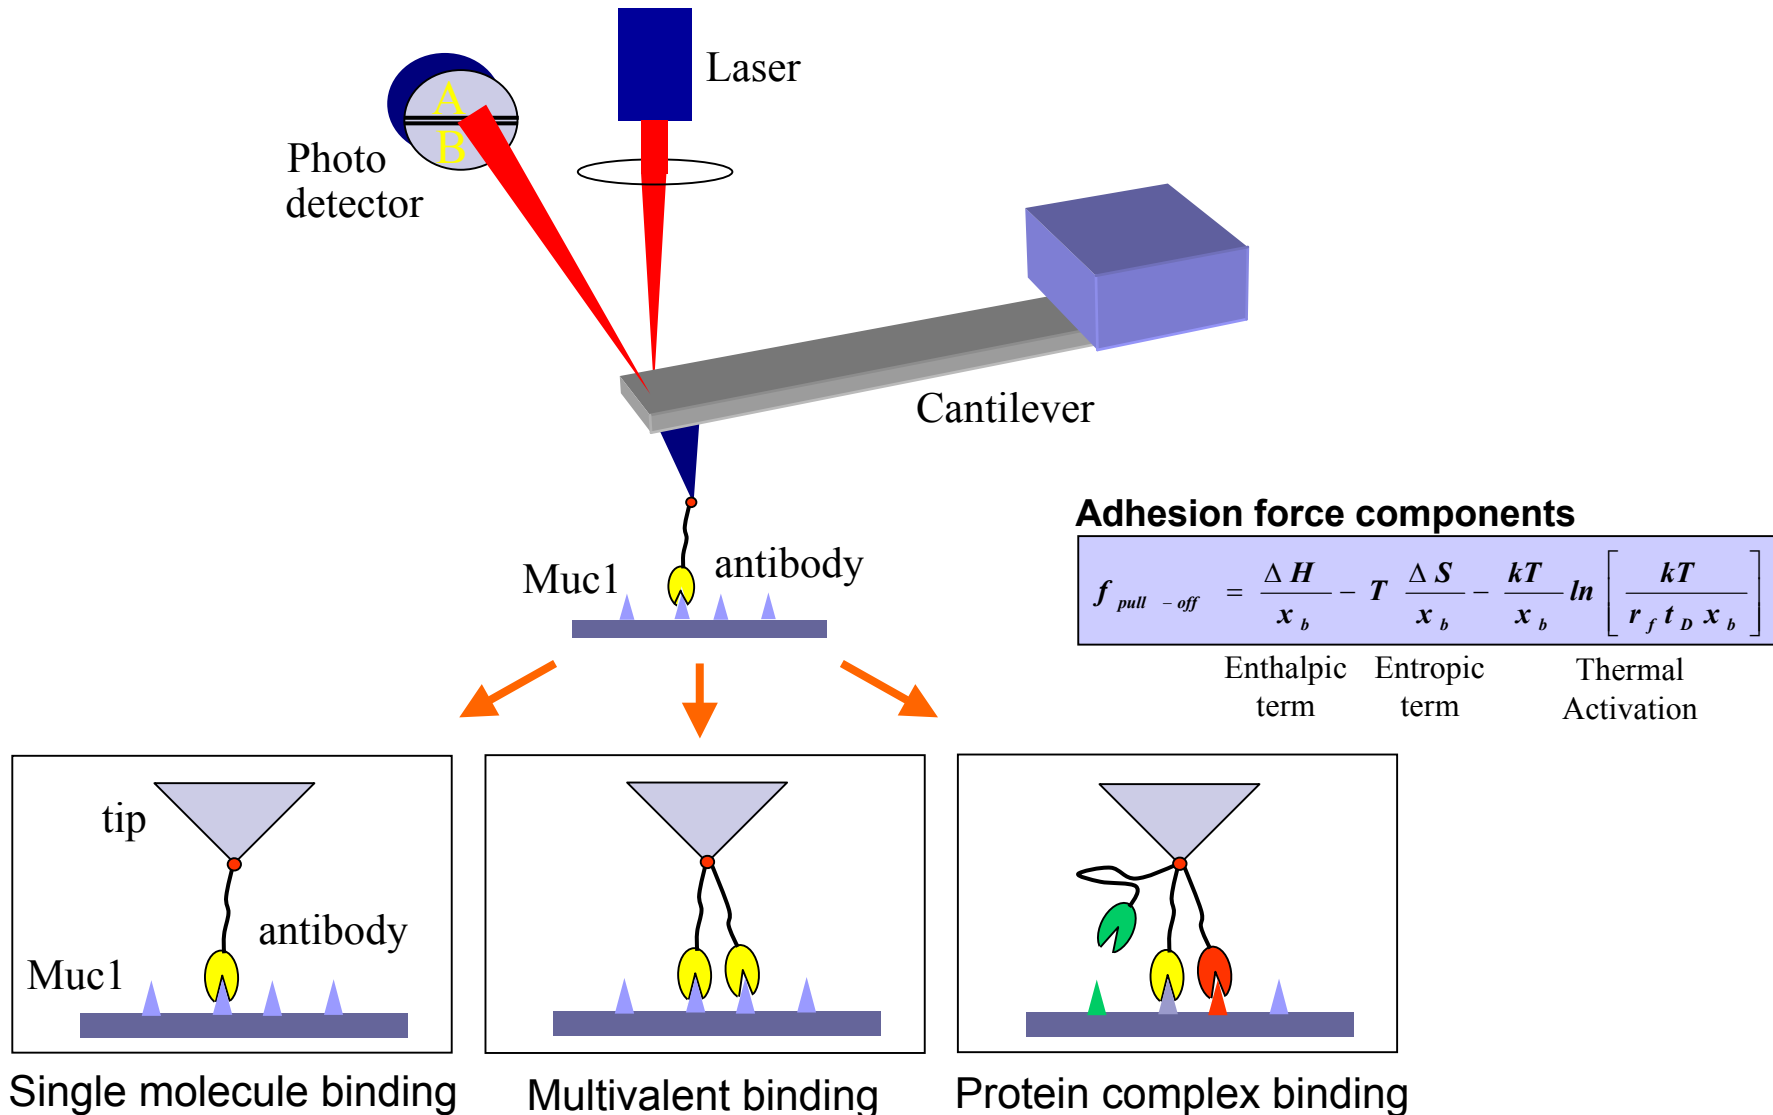 Laser
A
B
Photo
detector
Cantilever
Adhesion force components
f pull - off = ΔH / x b − T ΔS / x b − kT / x b ln [ kT / r f t D x b ]
Enthalpic term
Entropic term
Thermal Activation
Muc1
antibody
tip
antibody
Muc1
Single molecule binding
Multivalent binding
Protein complex binding